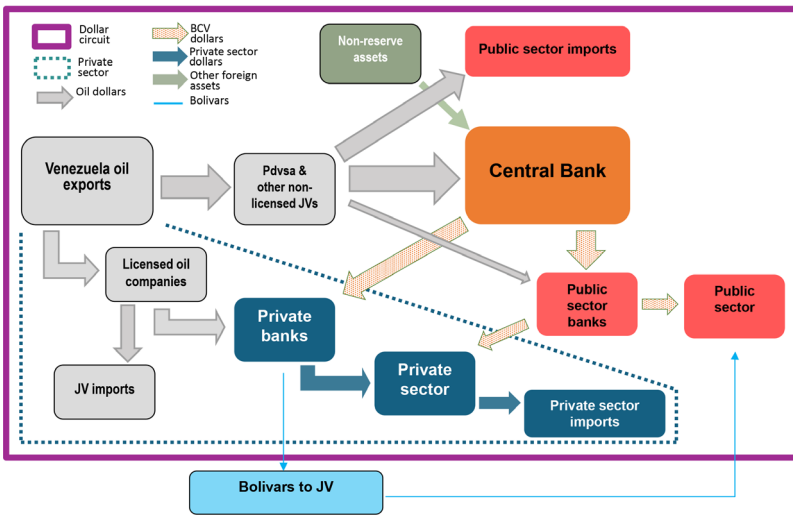 Dollar
circuit
Private
sector
Oil dollars
BCV
dollars
Private sector
dollars
Other foreign
assets
Bolivars
Non-reserve
assets
Public sector imports
Venezuela oil
exports
Pdvsa &
other non-
licensed JVs
Central Bank
Licensed oil
companies
Public
sector
banks
Public
sector
Private
banks
JV imports
Private
sector
Private sector
imports
Bolivars to JV